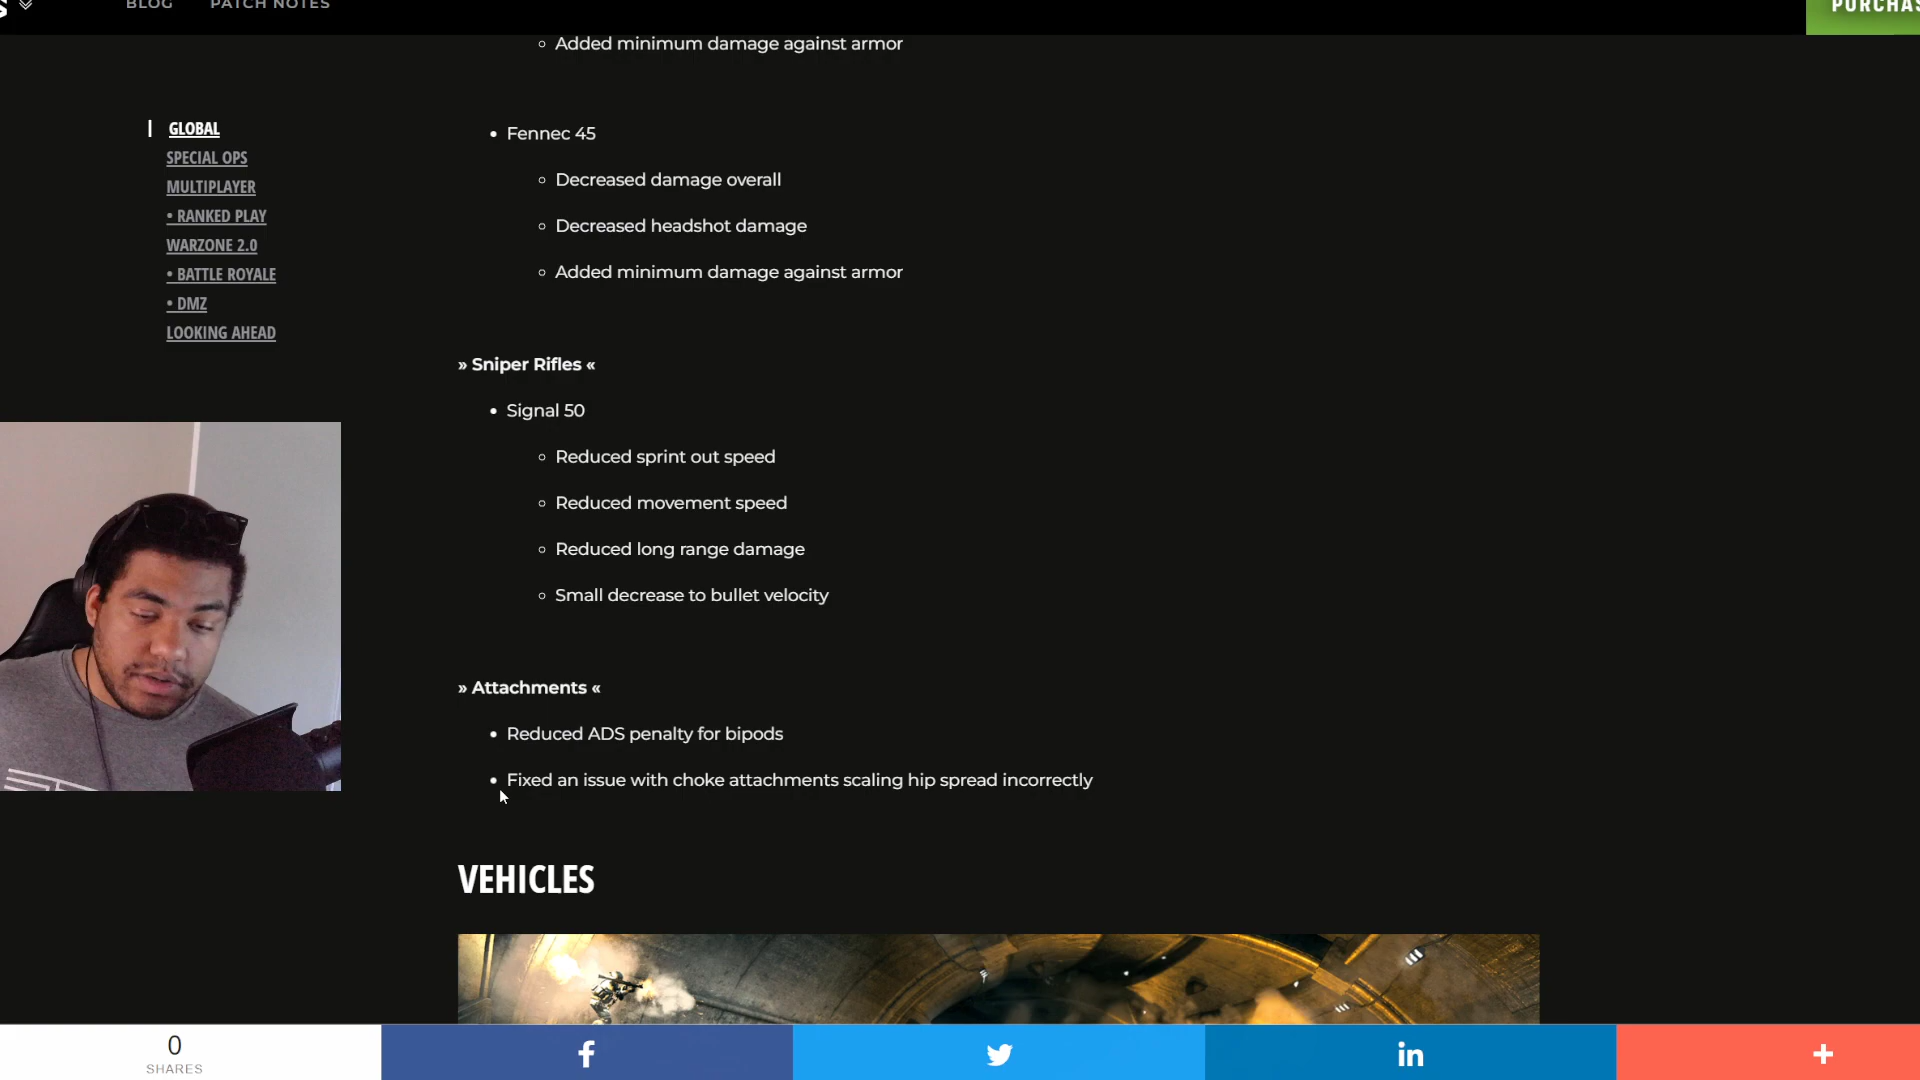 BLOG PATCH NOTES
Added minimum damage against armor
GLOBAL
SPECIAL OPS
MULTIPLAYER
• RANKED PLAY
WARZONE 2.0
• BATTLE ROYALE
• DMZ
LOOKING AHEAD
• Fennec 45
Decreased damage overall
Decreased headshot damage
Added minimum damage against armor
» Sniper Rifles «
• Signal 50
Reduced sprint out speed
Reduced movement speed
Reduced long range damage
Small decrease to bullet velocity
» Attachments «
• Reduced ADS penalty for bipods
• Fixed an issue with choke attachments scaling hip spread incorrectly
VEHICLES
0
SHARES
f
in
+